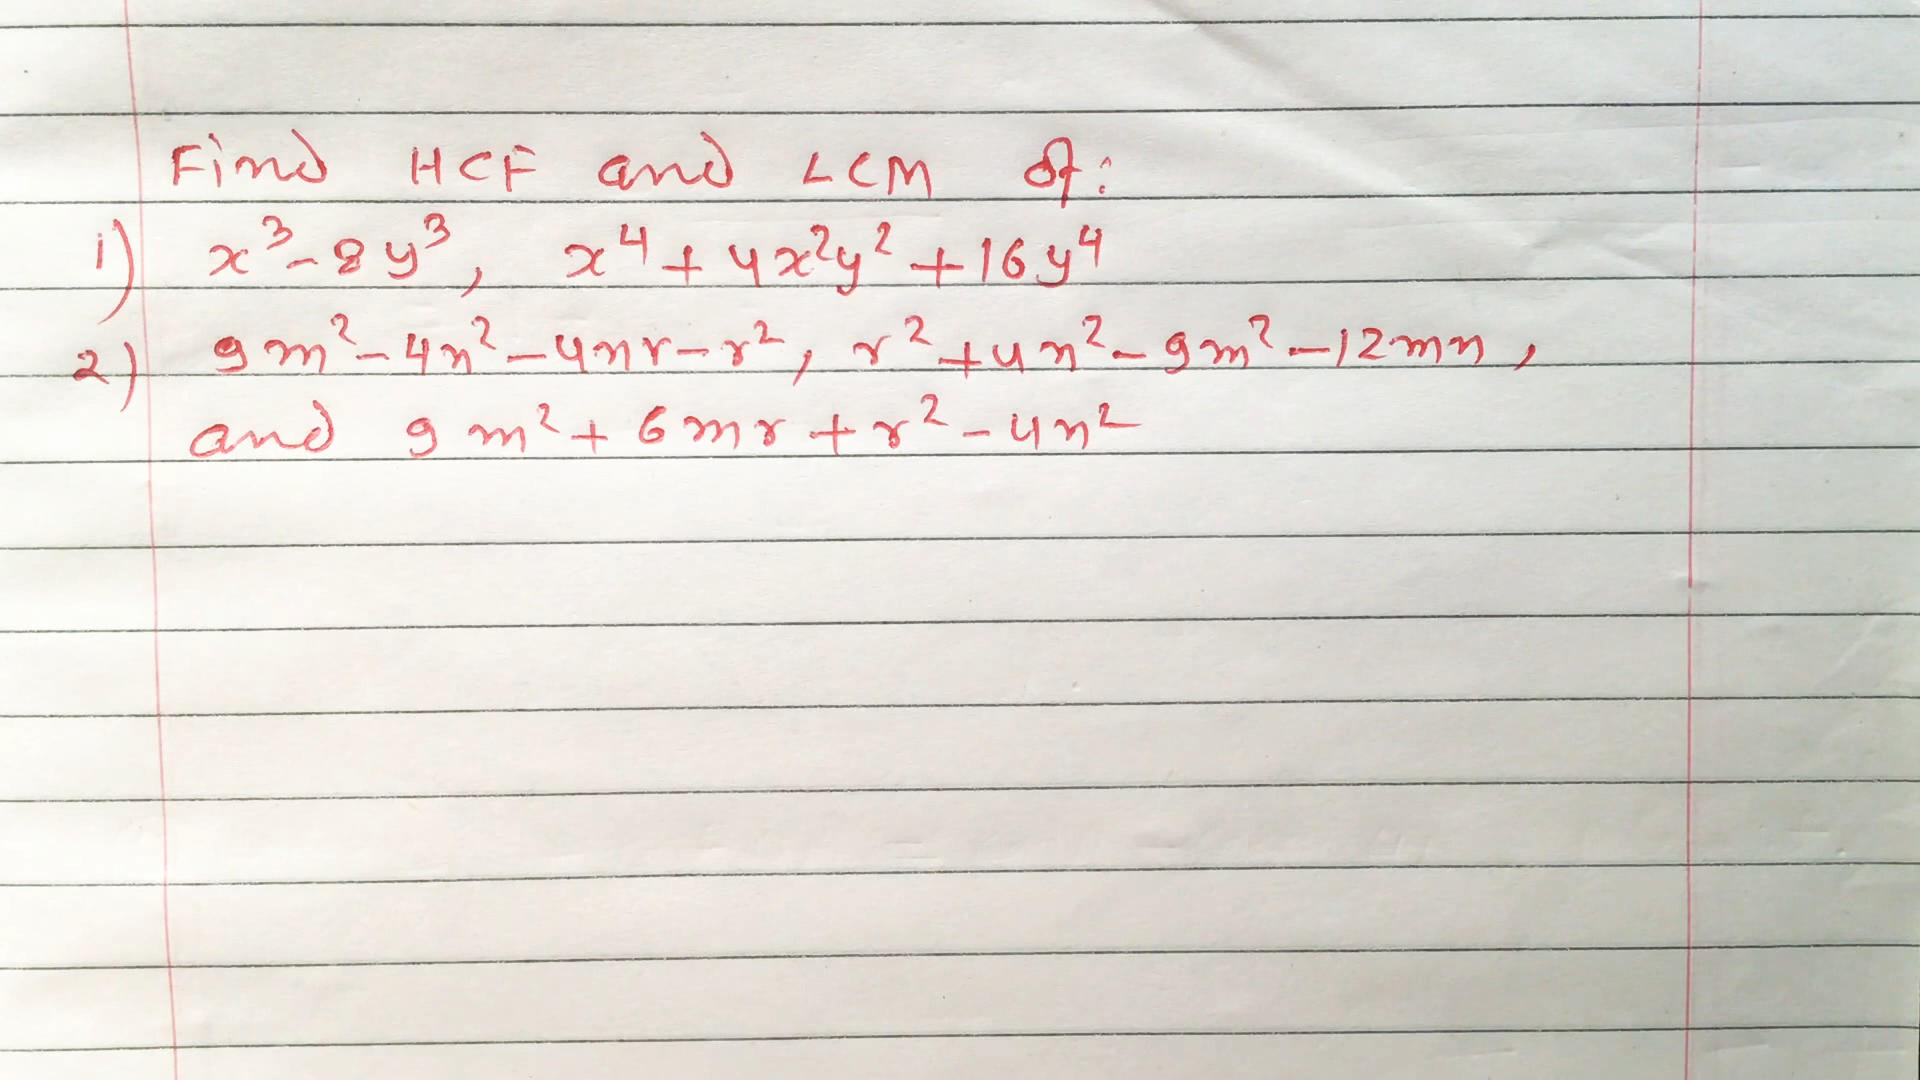 Find HCF and LCM of:
1) x³-8y³, x⁴+4x²y²+16y⁴
2) 9m²-4n²-4nr-r², r²+4n²-9m²-12mn,
and 9m²+6mr+r²-4n²